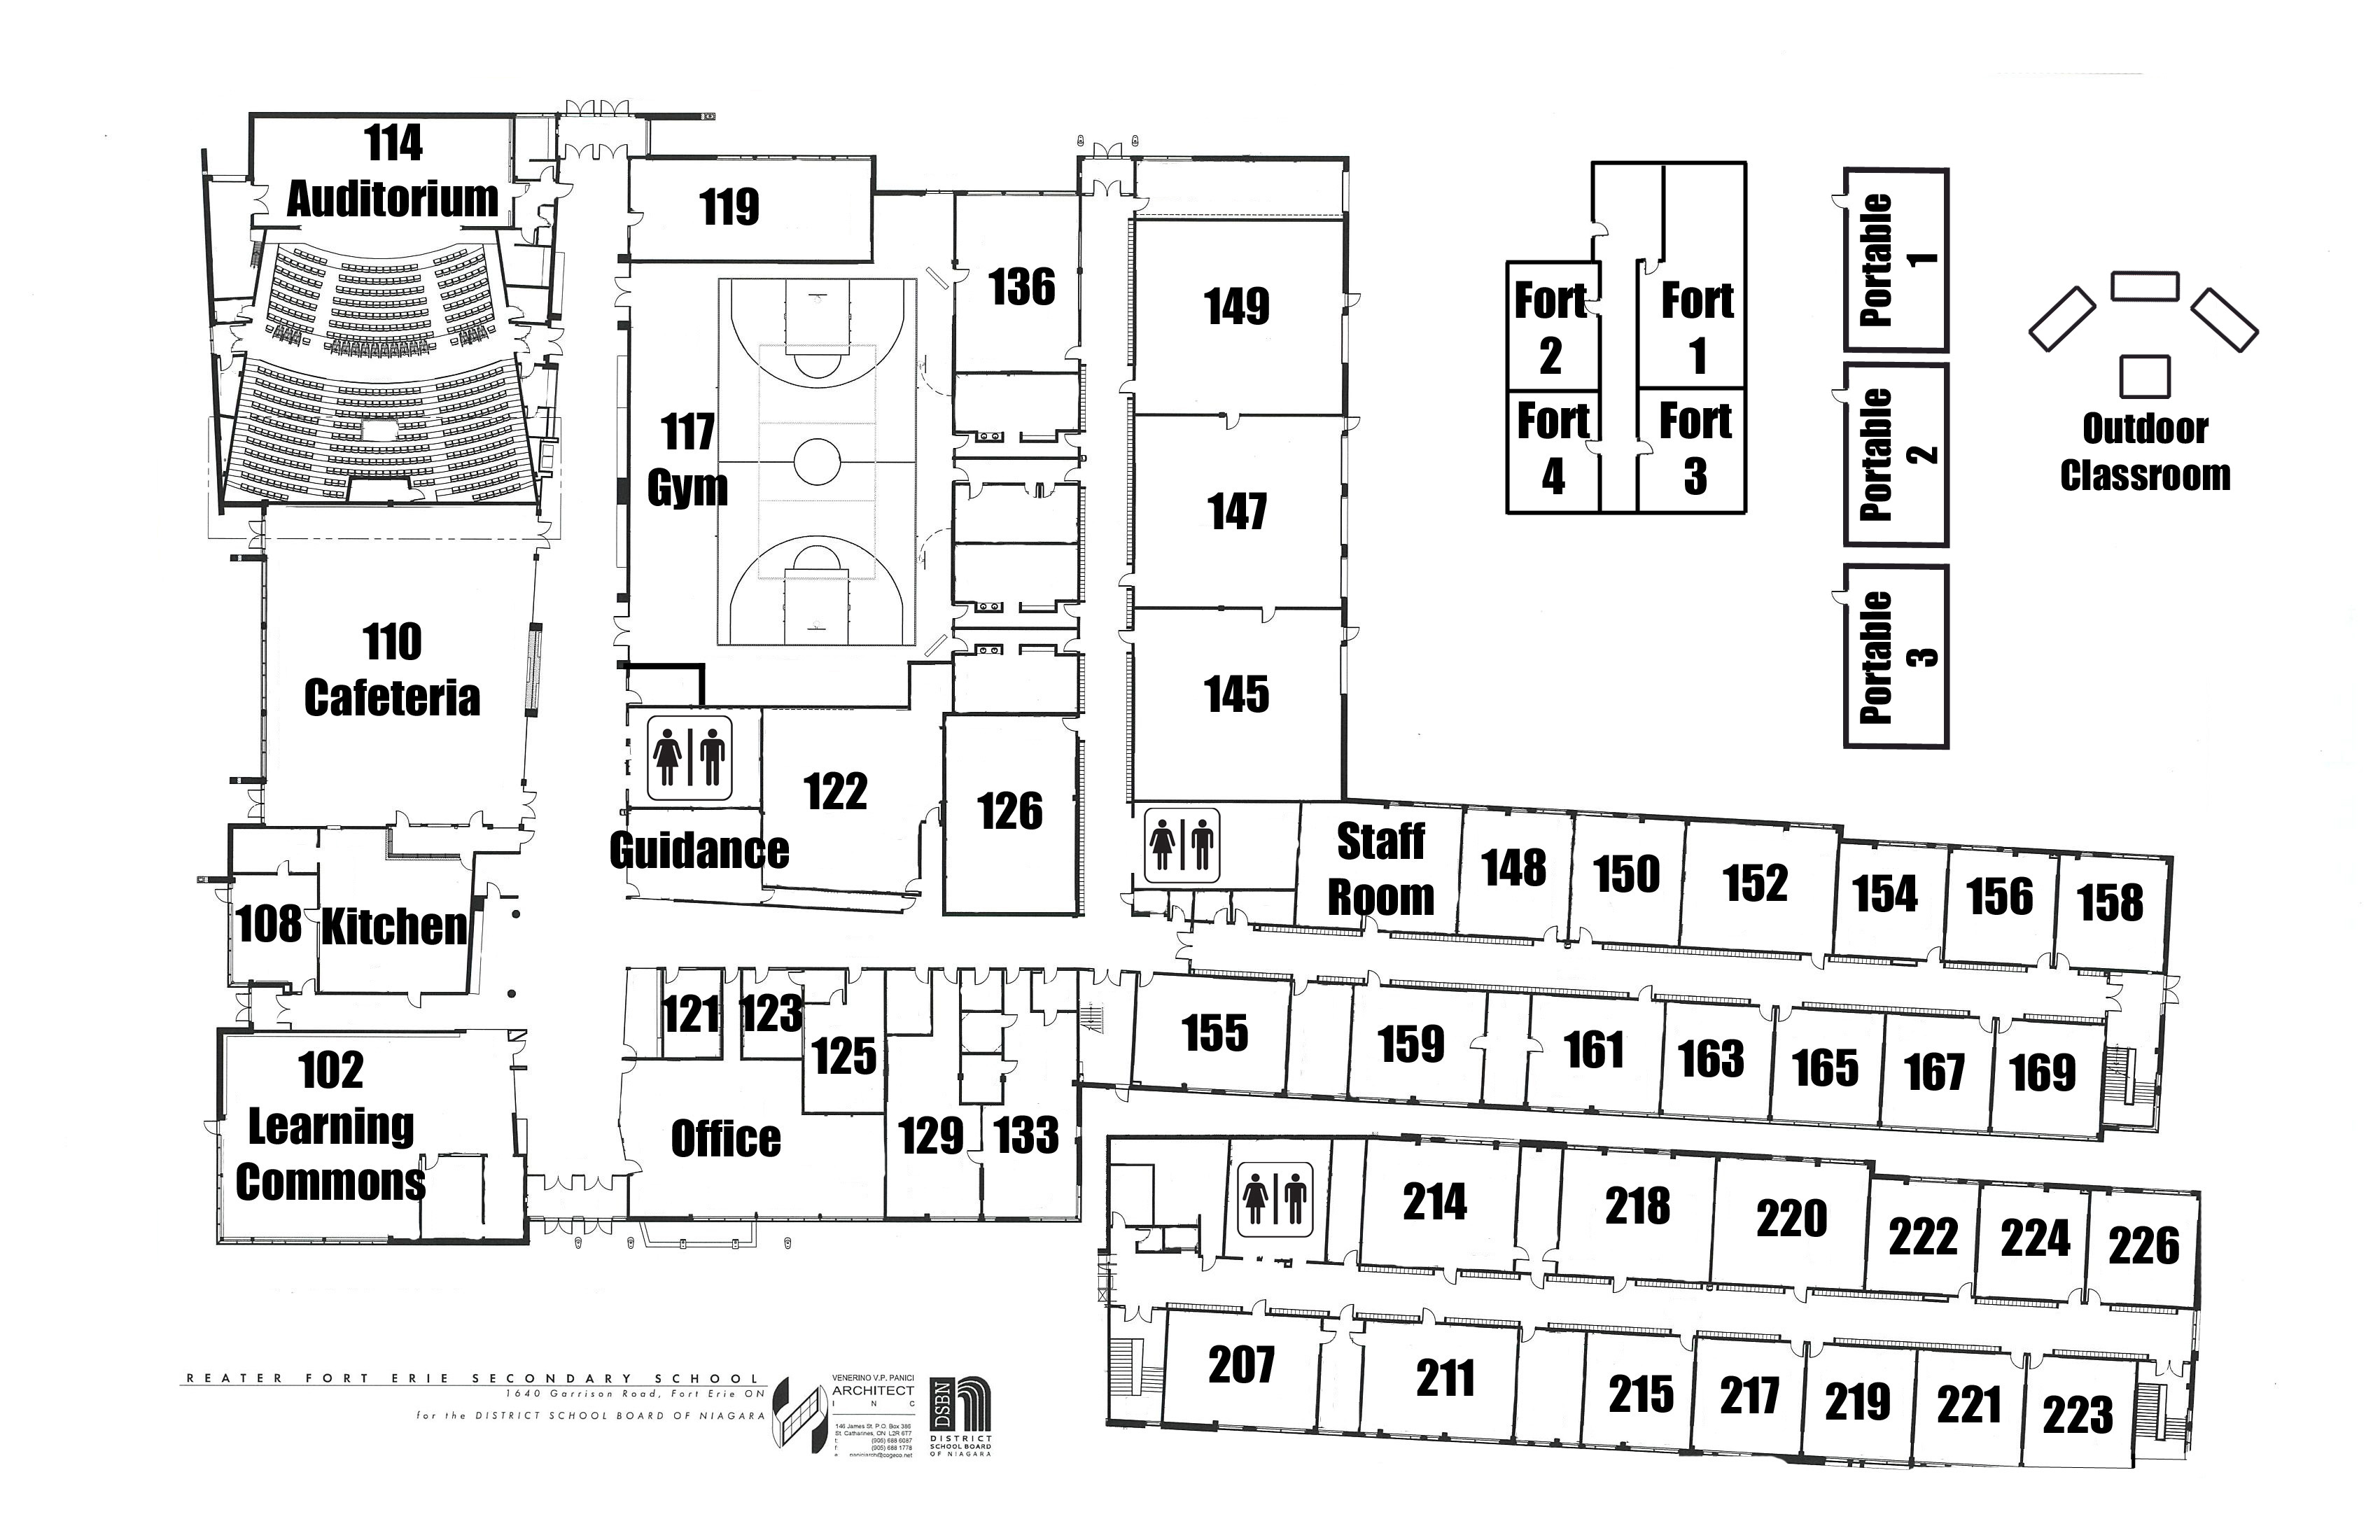 114
Auditorium
119
136
149
117
Gym
147
110
Cafeteria
145
122
126
Guidance
108
Kitchen
Staff
Room
148
150
152
154
156
158
121
123
125
155
159
161
163
165
167
169
102
Learning
Commons
Office
129
133
Fort
2
Fort
1
Fort
4
Fort
3
Portable
1
Portable
2
Portable
3
Outdoor
Classroom
214
218
220
222
224
226
207
211
215
217
219
221
223
REATER FORT ERIE SECONDARY SCHOOL
1640 Garrison Road, Fort Erie ON
for the DISTRICT SCHOOL BOARD OF NIAGARA
VENERINO V.P. PANICI
ARCHITECT
I N C
146 James St. P.O. Box 386
St. Catharines, ON L2R 6T7
t: (905) 688 6087
f: (905) 688 1778
e: paniciarch@cogeco.net
DSBN
DISTRICT
SCHOOL BOARD
OF NIAGARA